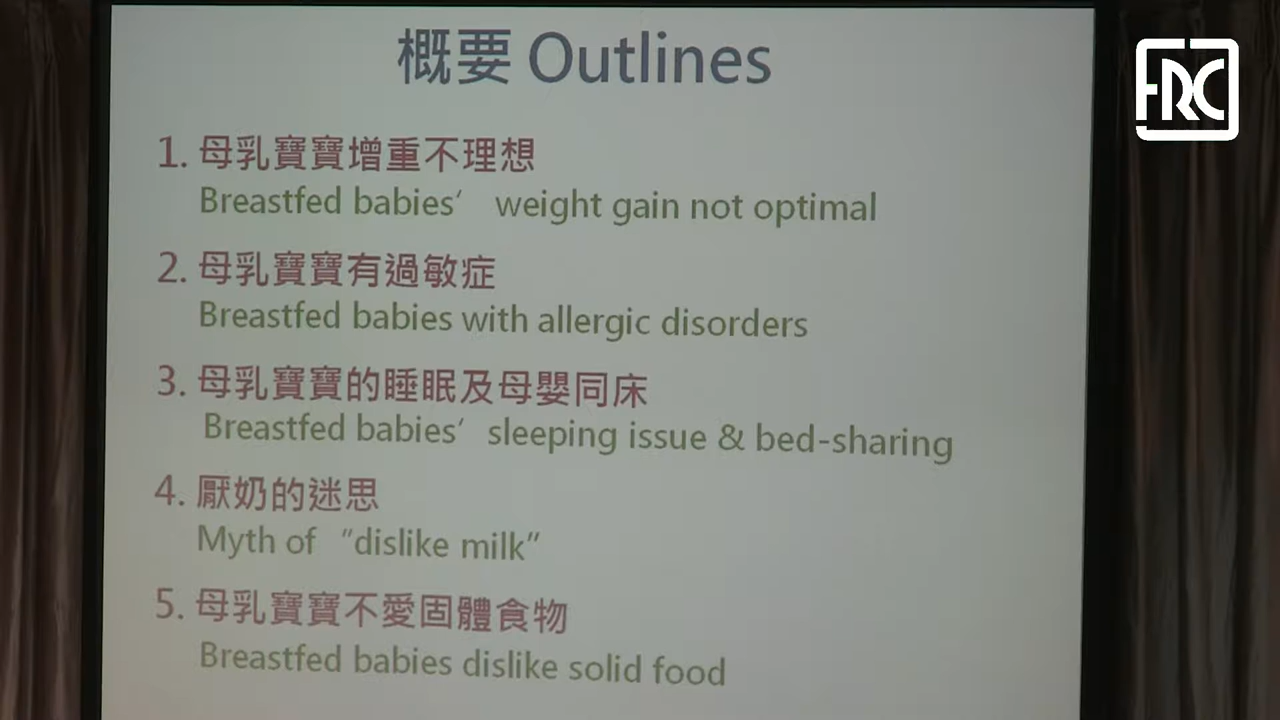 概要 Outlines
FRC
1. 母乳寶寶增重不理想
Breastfed babies’ weight gain not optimal
2. 母乳寶寶有過敏症
Breastfed babies with allergic disorders
3. 母乳寶寶的睡眠及母嬰同床
Breastfed babies’ sleeping issue & bed-sharing
4. 厭奶的迷思
Myth of “dislike milk”
5. 母乳寶寶不愛固體食物
Breastfed babies dislike solid food